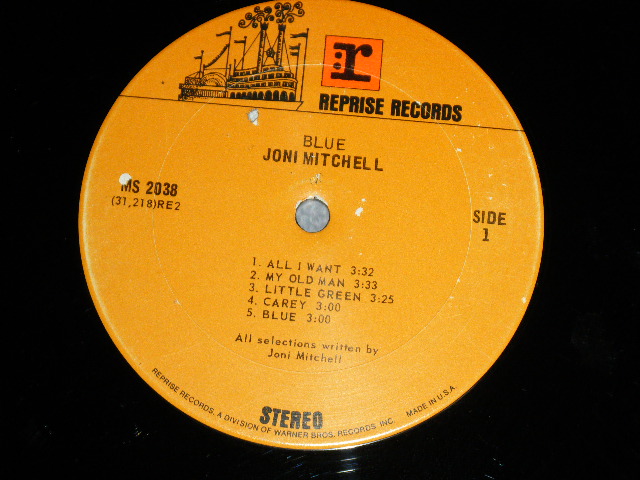 :r
REPRISE RECORDS
BLUE
JONI MITCHELL
MS 2038
(31,218)RE2
SIDE
1
1. ALL I WANT 3:32
2. MY OLD MAN 3:33
3. LITTLE GREEN 3:25
4. CAREY 3:00
5. BLUE 3:00
All selections written by
Joni Mitchell
STEREO
REPRISE RECORDS, A DIVISION OF WARNER BROS. RECORDS, INC. MADE IN U.S.A.